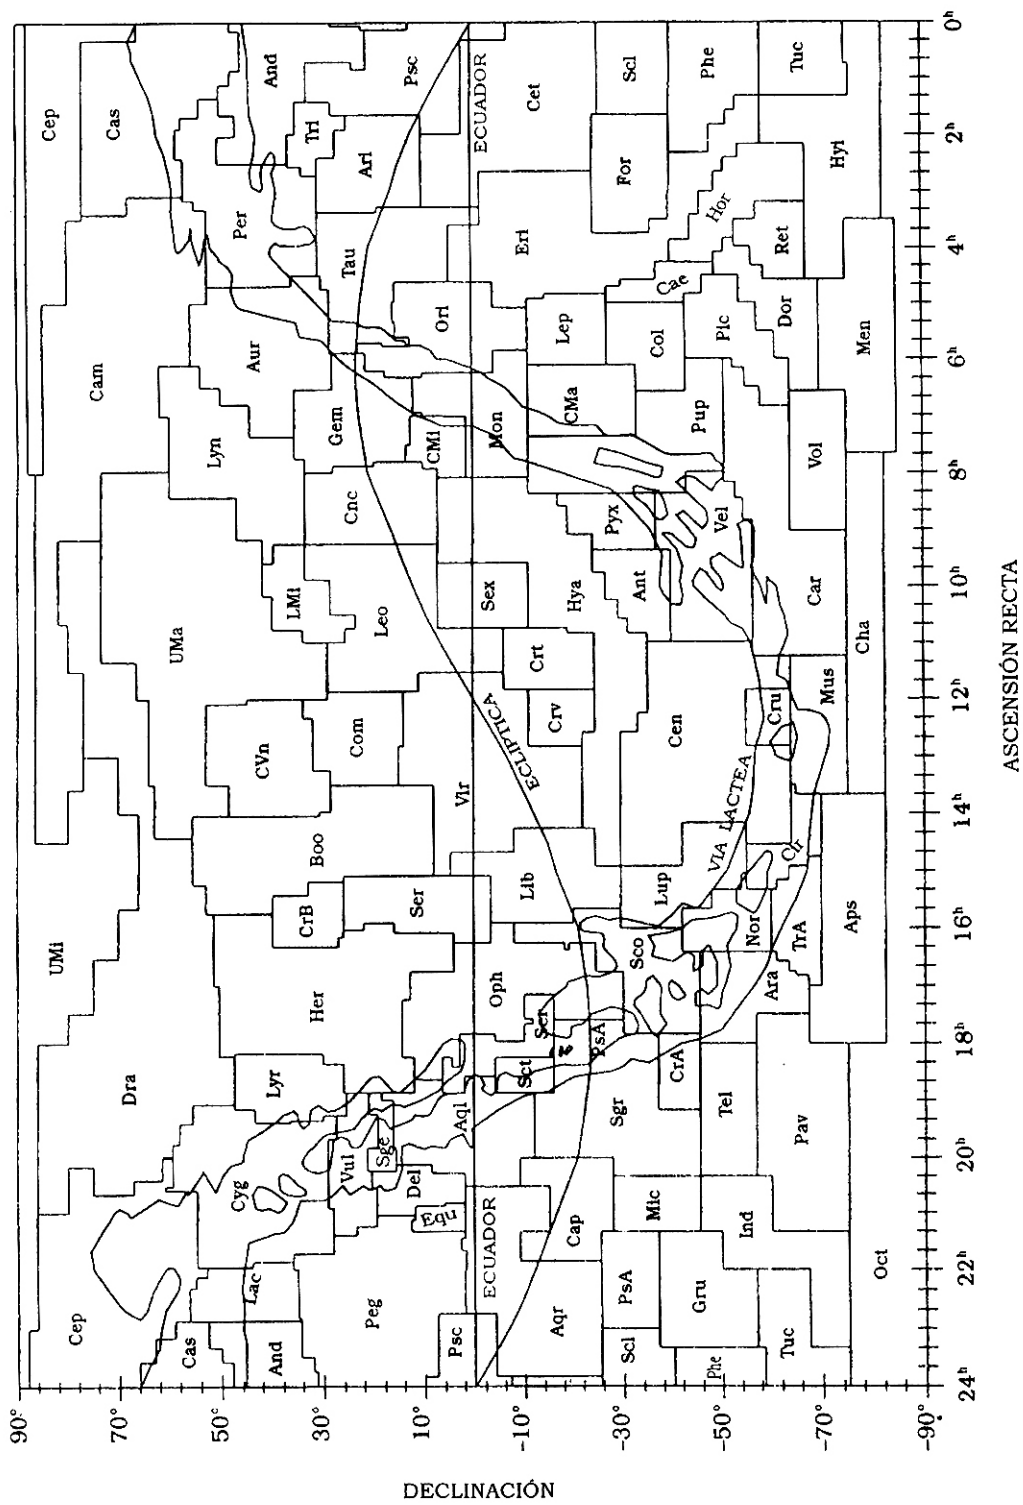 90°
Cep
UMi
Cep
70°
Dra
Cam
Cas
UMa
50°
Cas
Cyg
Lyn
Per
Lac
And
Lyr
CVn
Aur
And
30°
Her
CrB
Boo
LMi
Gem
Tri
Vul
Com
Cnc
Tau
Peg
Sge
Leo
Ari
10°
Del
Ser
CMi
Psc
Equ
Aql
Vir
Ori
Psc
ECUADOR
Oph
Sex
Mon
ECUADOR
-10°
Sct
Ser
Lib
ECLIPTICA
Crv
Crt
Eri
Cet
Aqr
Cap
Hya
CMa
Lep
-30°
Scl
PsA
Sgr
PsA
Sco
Pyx
For
Scl
Mic
CrA
Lup
Cen
Ant
Col
Cae
-50°
Phe
Gru
Tel
VIA LACTEA
Vel
Pup
Pic
Hor
Phe
Ind
Nor
Cru
-70°
Tuc
Pav
Ara
TrA
Cir
Mus
Car
Vol
Dor
Ret
Tuc
Oct
Aps
Cha
Men
Hyi
-90°
24ʰ
22ʰ
20ʰ
18ʰ
16ʰ
14ʰ
12ʰ
10ʰ
8ʰ
6ʰ
4ʰ
2ʰ
0ʰ
DECLINACIÓN
ASCENSIÓN RECTA